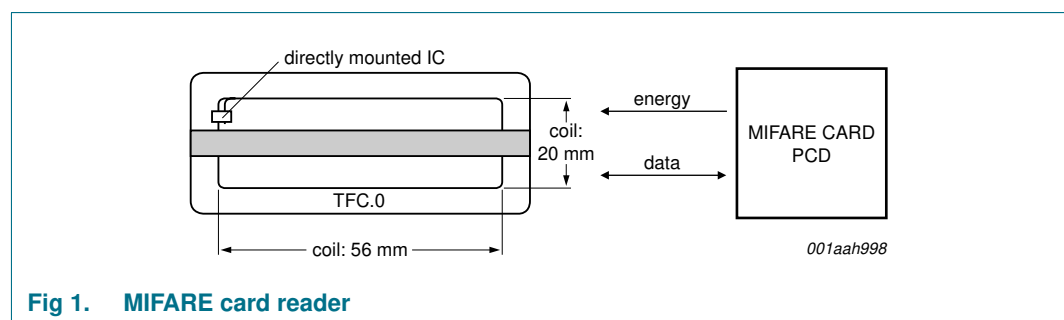 directly mounted IC
energy
coil:
20 mm
MIFARE CARD
PCD
data
TFC.0
coil: 56 mm
001aah998
Fig 1. MIFARE card reader